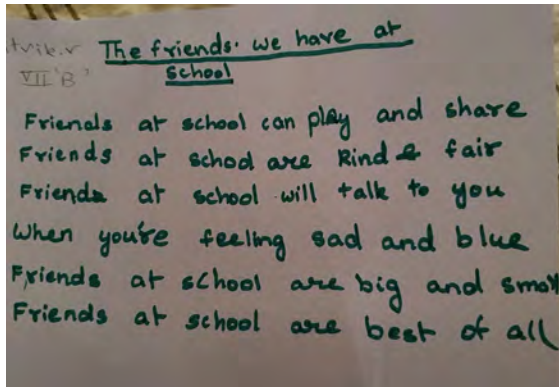 itvik.v
VII 'B'
The friends. we have at
school
Friends at school can play and share
Friends at school are kind & fair
Friends at school will talk to you
When you're feeling sad and blue
Friends at school are big and small
Friends at school are best of all